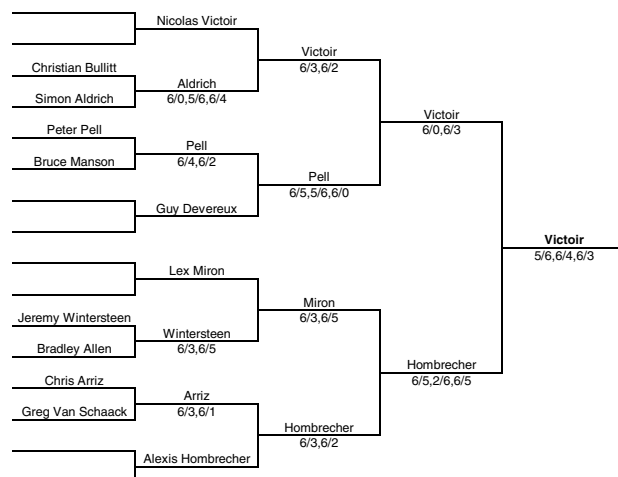 Nicolas Victoir
Victoir
6/3,6/2
Christian Bullitt
Aldrich
6/0,5/6,6/4
Simon Aldrich
Victoir
6/0,6/3
Peter Pell
Pell
6/4,6/2
Bruce Manson
Pell
6/5,5/6,6/0
Guy Devereux
Victoir
5/6,6/4,6/3
Lex Miron
Miron
6/3,6/5
Jeremy Wintersteen
Wintersteen
6/3,6/5
Bradley Allen
Hombrecher
6/5,2/6,6/5
Chris Arriz
Arriz
6/3,6/1
Greg Van Schaack
Hombrecher
6/3,6/2
Alexis Hombrecher